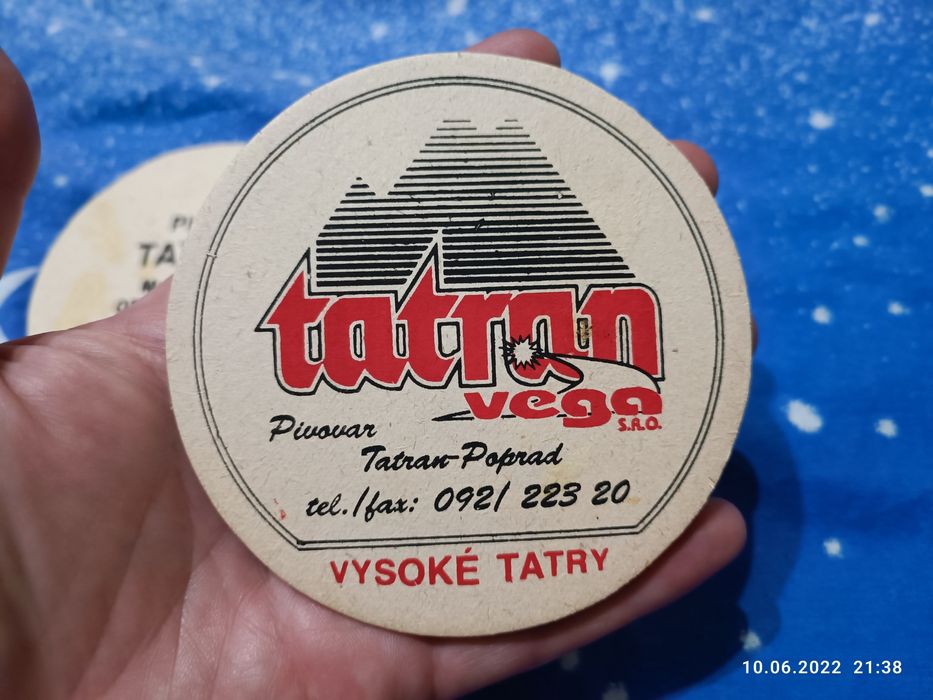 tatran
vega
S.R.O.
Pivovar
Tatran-Poprad
tel./fax: 092/ 223 20
VYSOKÉ TATRY
10.06.2022 21:38